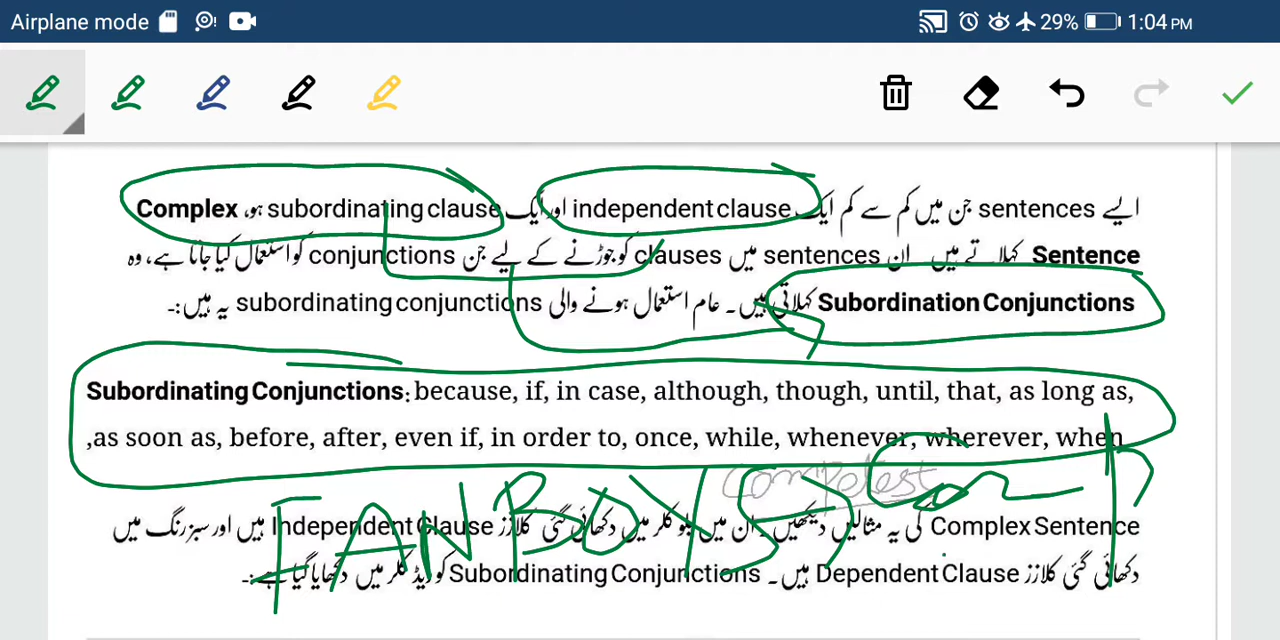 Airplane mode 29% 1:04 PM
ایسے sentences جن میں کم سے کم ایک independent clause اور ایک subordinating clause ہو، Complex
Sentence کہلاتے ہیں۔ ان sentences میں clauses کو جوڑنے کے لیے جن conjunctions کو استعمال کیا جاتا ہے، وہ
Subordination Conjunctions کہلاتی ہیں۔ عام استعمال ہونے والی subordinating conjunctions یہ ہیں:۔
Subordinating Conjunctions: because, if, in case, although, though, until, that, as long as,
,as soon as, before, after, even if, in order to, once, while, whenever, wherever, when
FANBOYS
Complex Sentence کی یہ مثالیں دیکھیں۔ ان میں بلو کلر میں دکھائی گئی کلازز Independent Clause ہیں اور سبز رنگ میں
دکھائی گئی کلازز Dependent Clause ہیں۔ Subordinating Conjunctions کو ریڈ کلر میں دکھایا گیا ہے:۔